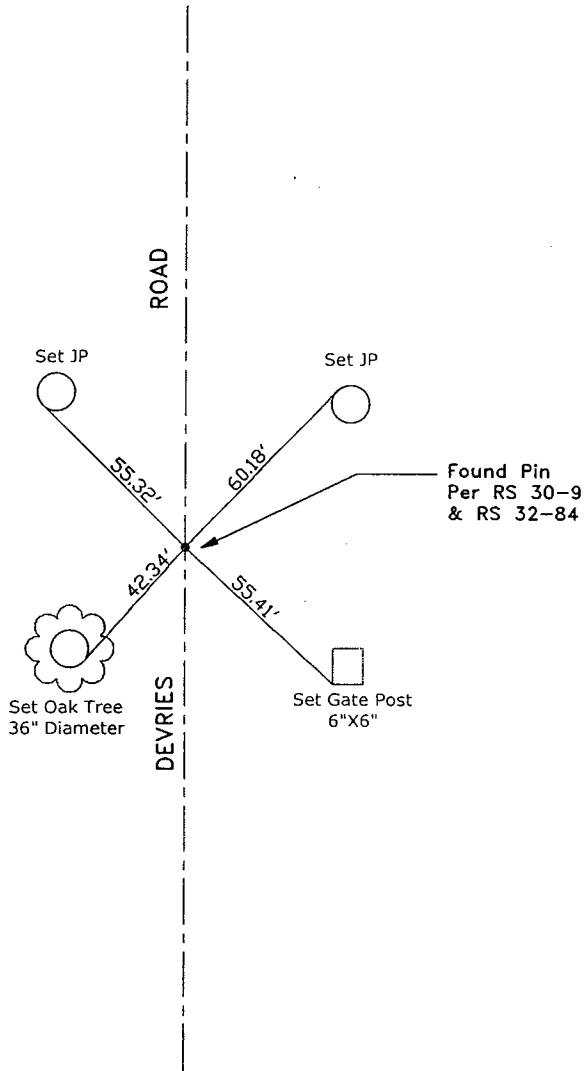 ROAD
Set JP
Set JP
55.32'
60.18'
Found Pin
Per RS 30-9
& RS 32-84
42.34'
55.41'
Set Oak Tree
36" Diameter
DEVRIES
Set Gate Post
6"X6"